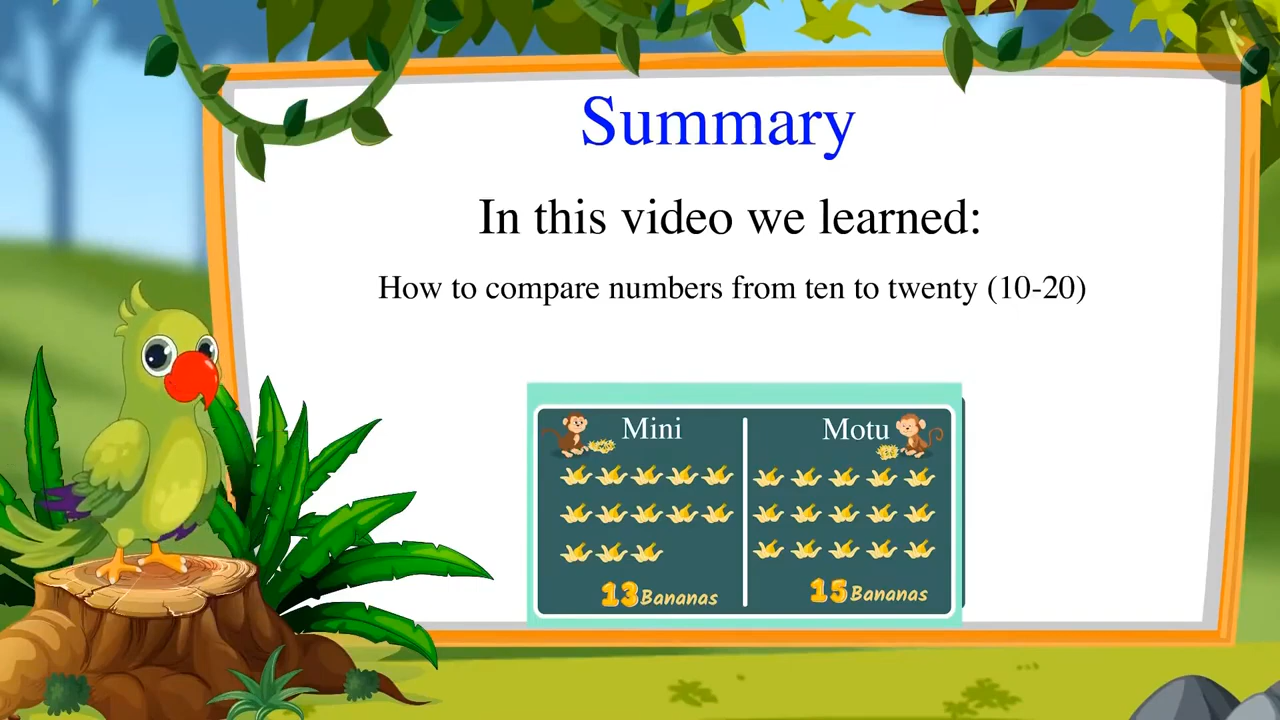 Summary
In this video we learned:
How to compare numbers from ten to twenty (10-20)
Mini
Motu
13 Bananas
15 Bananas